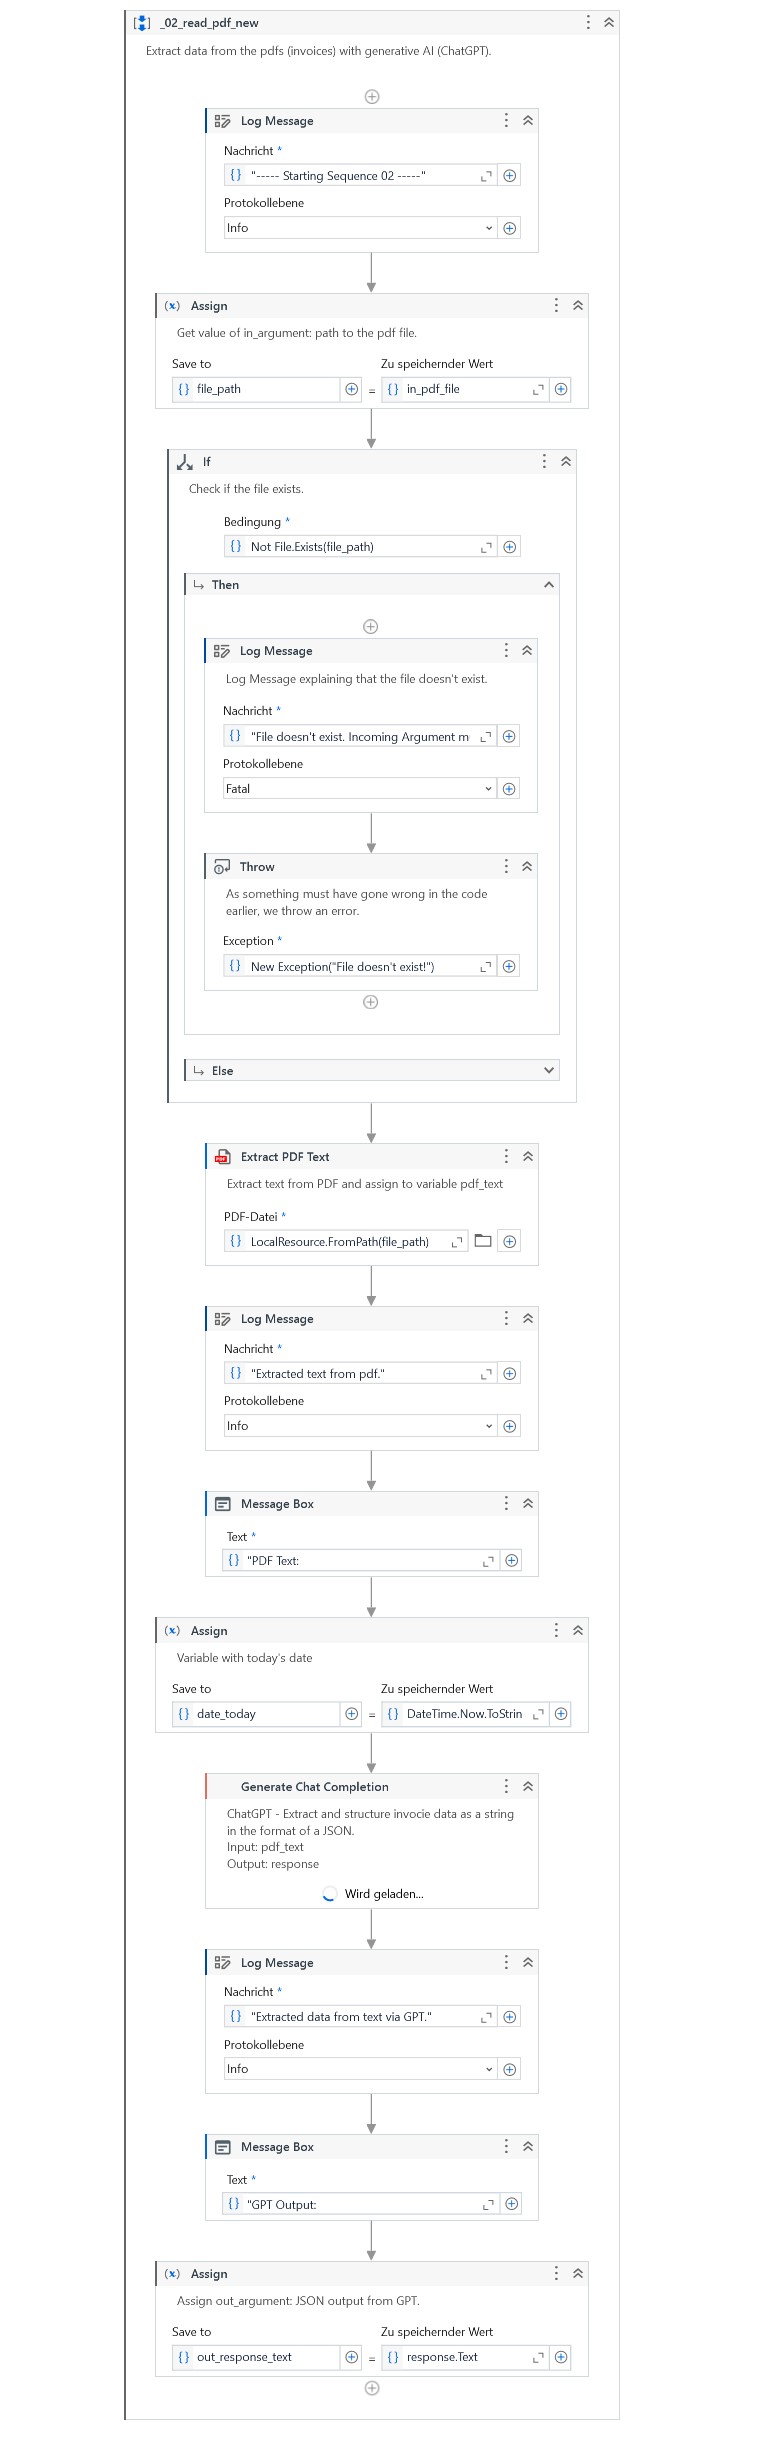 _02_read_pdf_new
Extract data from the pdfs (invoices) with generative AI (ChatGPT).
Log Message
Nachricht *
"----- Starting Sequence 02 -----"
Protokollebene
Info
Assign
Get value of in_argument: path to the pdf file.
Save to Zu speichernder Wert
file_path = in_pdf_file
If
Check if the file exists.
Bedingung *
Not File.Exists(file_path)
Then
Log Message
Log Message explaining that the file doesn't exist.
Nachricht *
"File doesn't exist. Incoming Argument m
Protokollebene
Fatal
Throw
As something must have gone wrong in the code
earlier, we throw an error.
Exception *
New Exception("File doesn't exist!")
Else
Extract PDF Text
Extract text from PDF and assign to variable pdf_text
PDF-Datei *
LocalResource.FromPath(file_path)
Log Message
Nachricht *
"Extracted text from pdf."
Protokollebene
Info
Message Box
Text *
"PDF Text:
Assign
Variable with today's date
Save to Zu speichernder Wert
date_today = DateTime.Now.ToStrin
Generate Chat Completion
ChatGPT - Extract and structure invocie data as a string
in the format of a JSON.
Input: pdf_text
Output: response
Wird geladen...
Log Message
Nachricht *
"Extracted data from text via GPT."
Protokollebene
Info
Message Box
Text *
"GPT Output:
Assign
Assign out_argument: JSON output from GPT.
Save to Zu speichernder Wert
out_response_text = response.Text